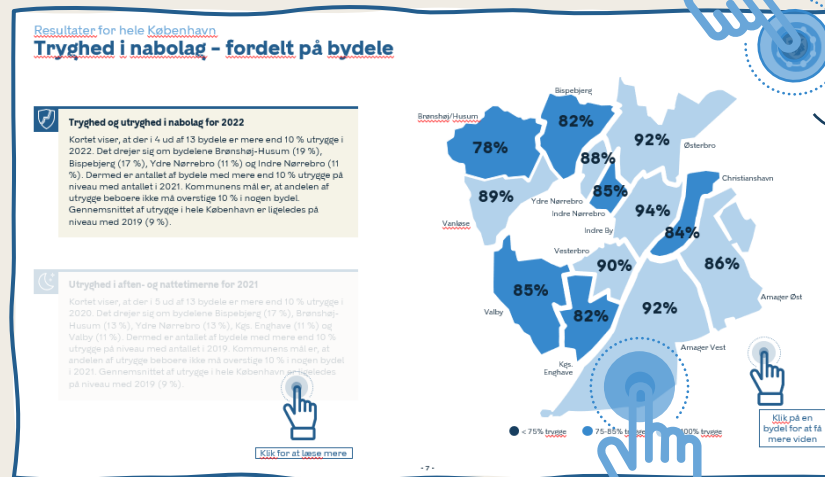 Resultater for hele København
Tryghed i nabolag – fordelt på bydele
Tryghed og utryghed i nabolag for 2022
Kortet viser, at der i 4 ud af 13 bydele er mere end 10 % utrygge i
2022. Det drejer sig om bydelene Brønshøj-Husum (19 %),
Bispebjerg (17 %), Ydre Nørrebro (11 %) og Indre Nørrebro (11
%). Dermed er antallet af bydele med mere end 10 % utrygge på
niveau med antallet i 2021. Kommunens mål er, at andelen af
utrygge beboere ikke må overstige 10 % i nogen bydel.
Gennemsnittet af utrygge i hele København er ligeledes på
niveau med 2019 (9 %).
Utryghed i aften- og nattetimerne for 2021
Kortet viser, at der i 5 ud af 13 bydele er mere end 10 % utrygge i
2020. Det drejer sig om bydelene Bispebjerg (17 %), Brønshøj-
Husum (13 %), Ydre Nørrebro (13 %), Kgs. Enghave (11 %) og
Valby (11 %). Dermed er antallet af bydele med mere end 10 %
utrygge på niveau med antallet i 2019. Kommunens mål er, at
andelen af utrygge beboere ikke må overstige 10 % i nogen bydel
i 2021. Gennemsnittet af utrygge i hele København er ligeledes
på niveau med 2019 (9 %).
Klik for at læse mere
Bispebjerg
Brønshøj/Husum
82%
92%
78%
Østerbro
88%
Christianshavn
89%
85%
Ydre Nørrebro
Indre Nørrebro
94%
Vanløse
Indre By
84%
Vesterbro
90%
86%
85%
Amager Øst
92%
Valby
82%
Amager Vest
Kgs.
Enghave
Klik på en
bydel for at få
mere viden
< 75% trygge
75-85% trygge
100% trygge
- 7 -